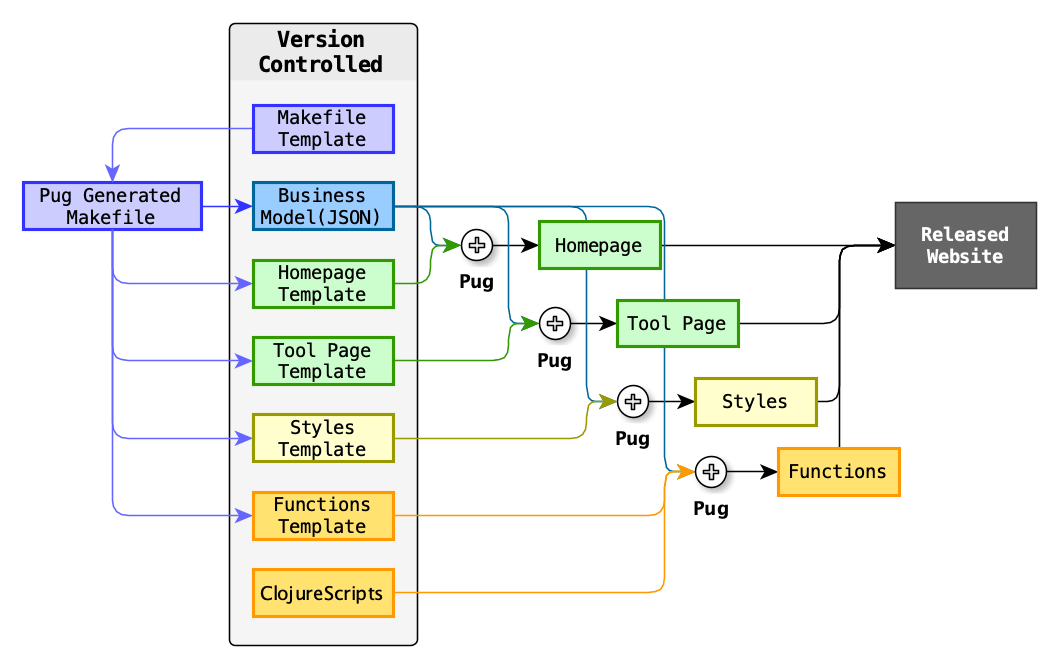 Version
Controlled
Makefile
Template
Pug Generated
Makefile
Business
Model(JSON)
Homepage
Template
Tool Page
Template
Styles
Template
Functions
Template
ClojureScripts
Pug
Homepage
Pug
Tool Page
Pug
Styles
Pug
Functions
Released
Website